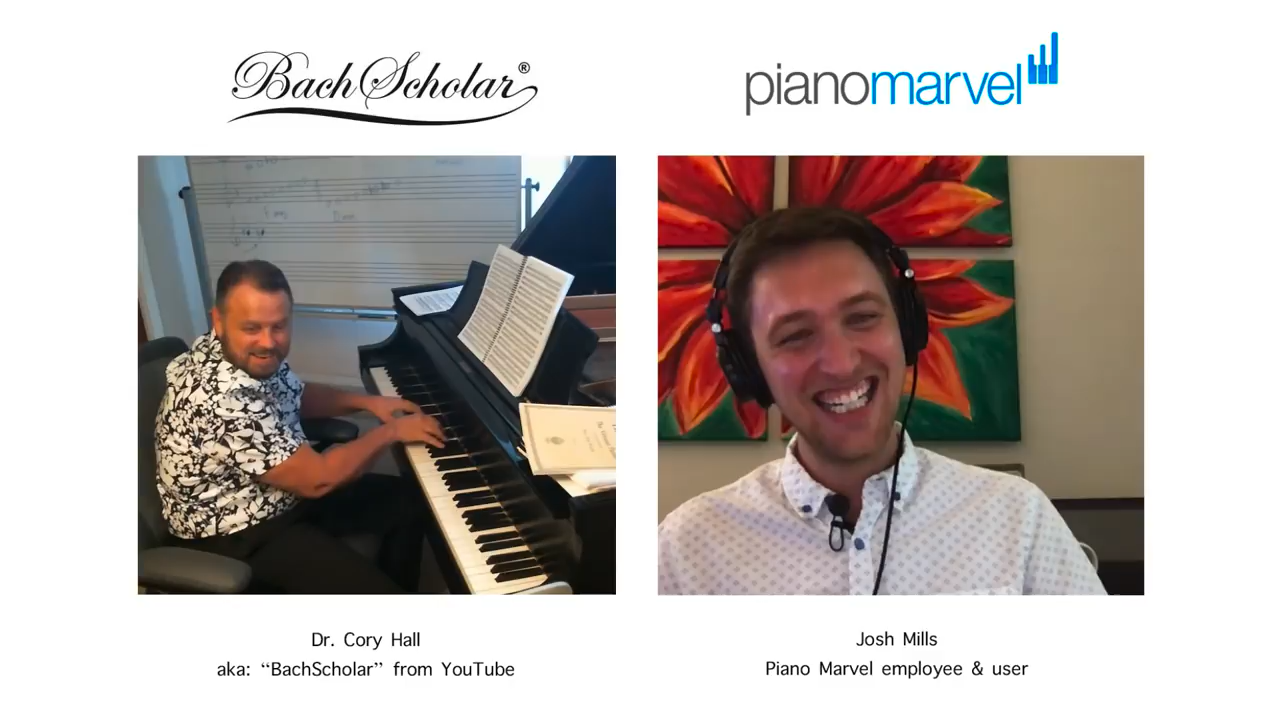 BachScholar®
pianomarvel
Dr. Cory Hall
aka: “BachScholar” from YouTube
Josh Mills
Piano Marvel employee & user